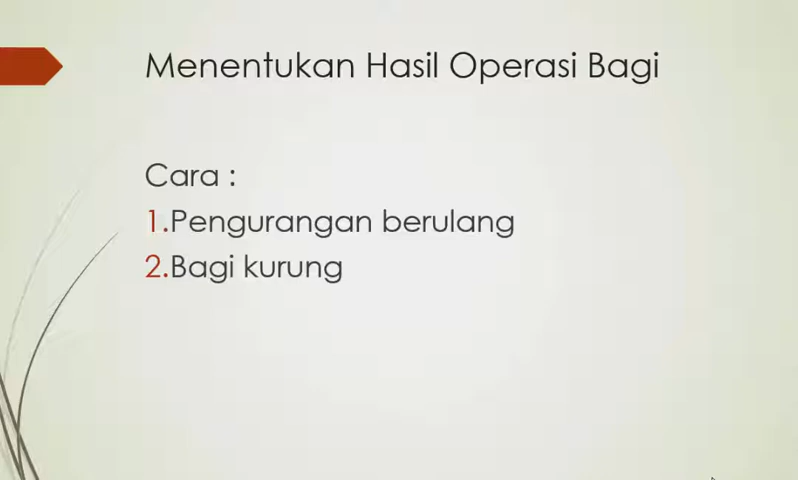 Menentukan Hasil Operasi Bagi
Cara :
1.Pengurangan berulang
2.Bagi kurung